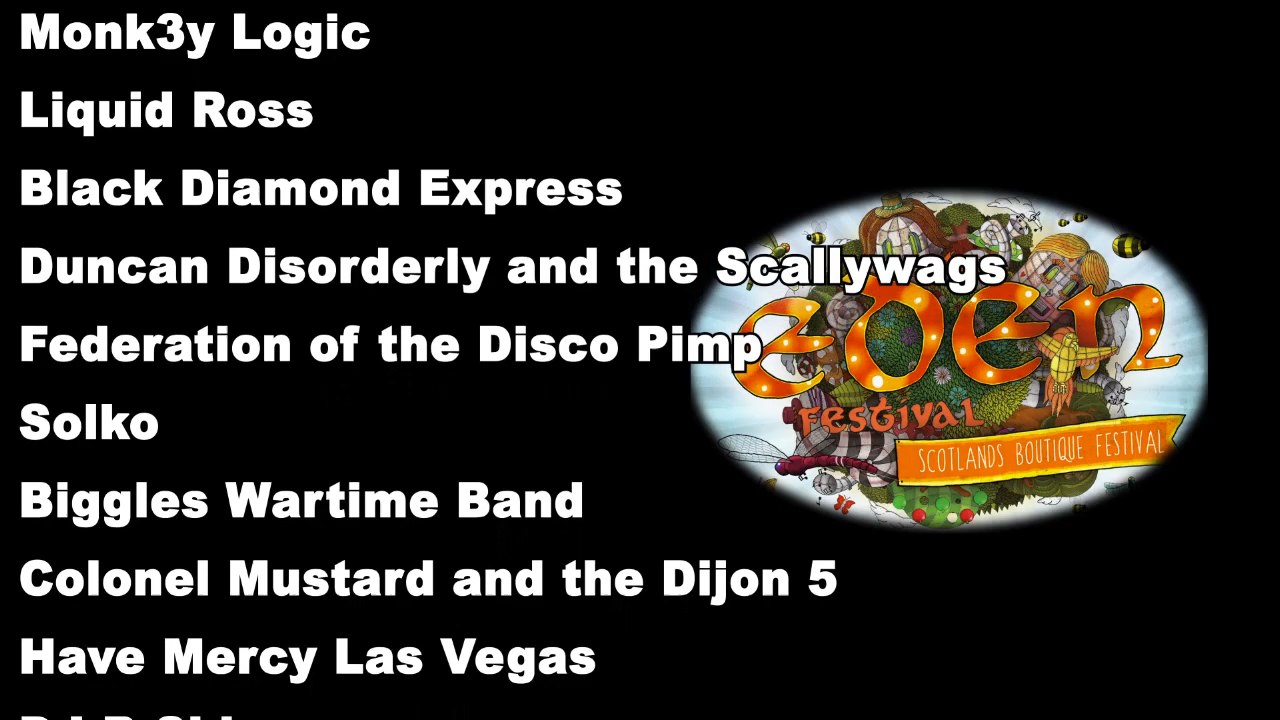 Monk3y Logic
Liquid Ross
Black Diamond Express
Duncan Disorderly and the Scallywags
Federation of the Disco Pimp
Solko
Biggles Wartime Band
Colonel Mustard and the Dijon 5
Have Mercy Las Vegas
eden
FESTIVAL
SCOTLANDS BOUTIQUE FESTIVAL